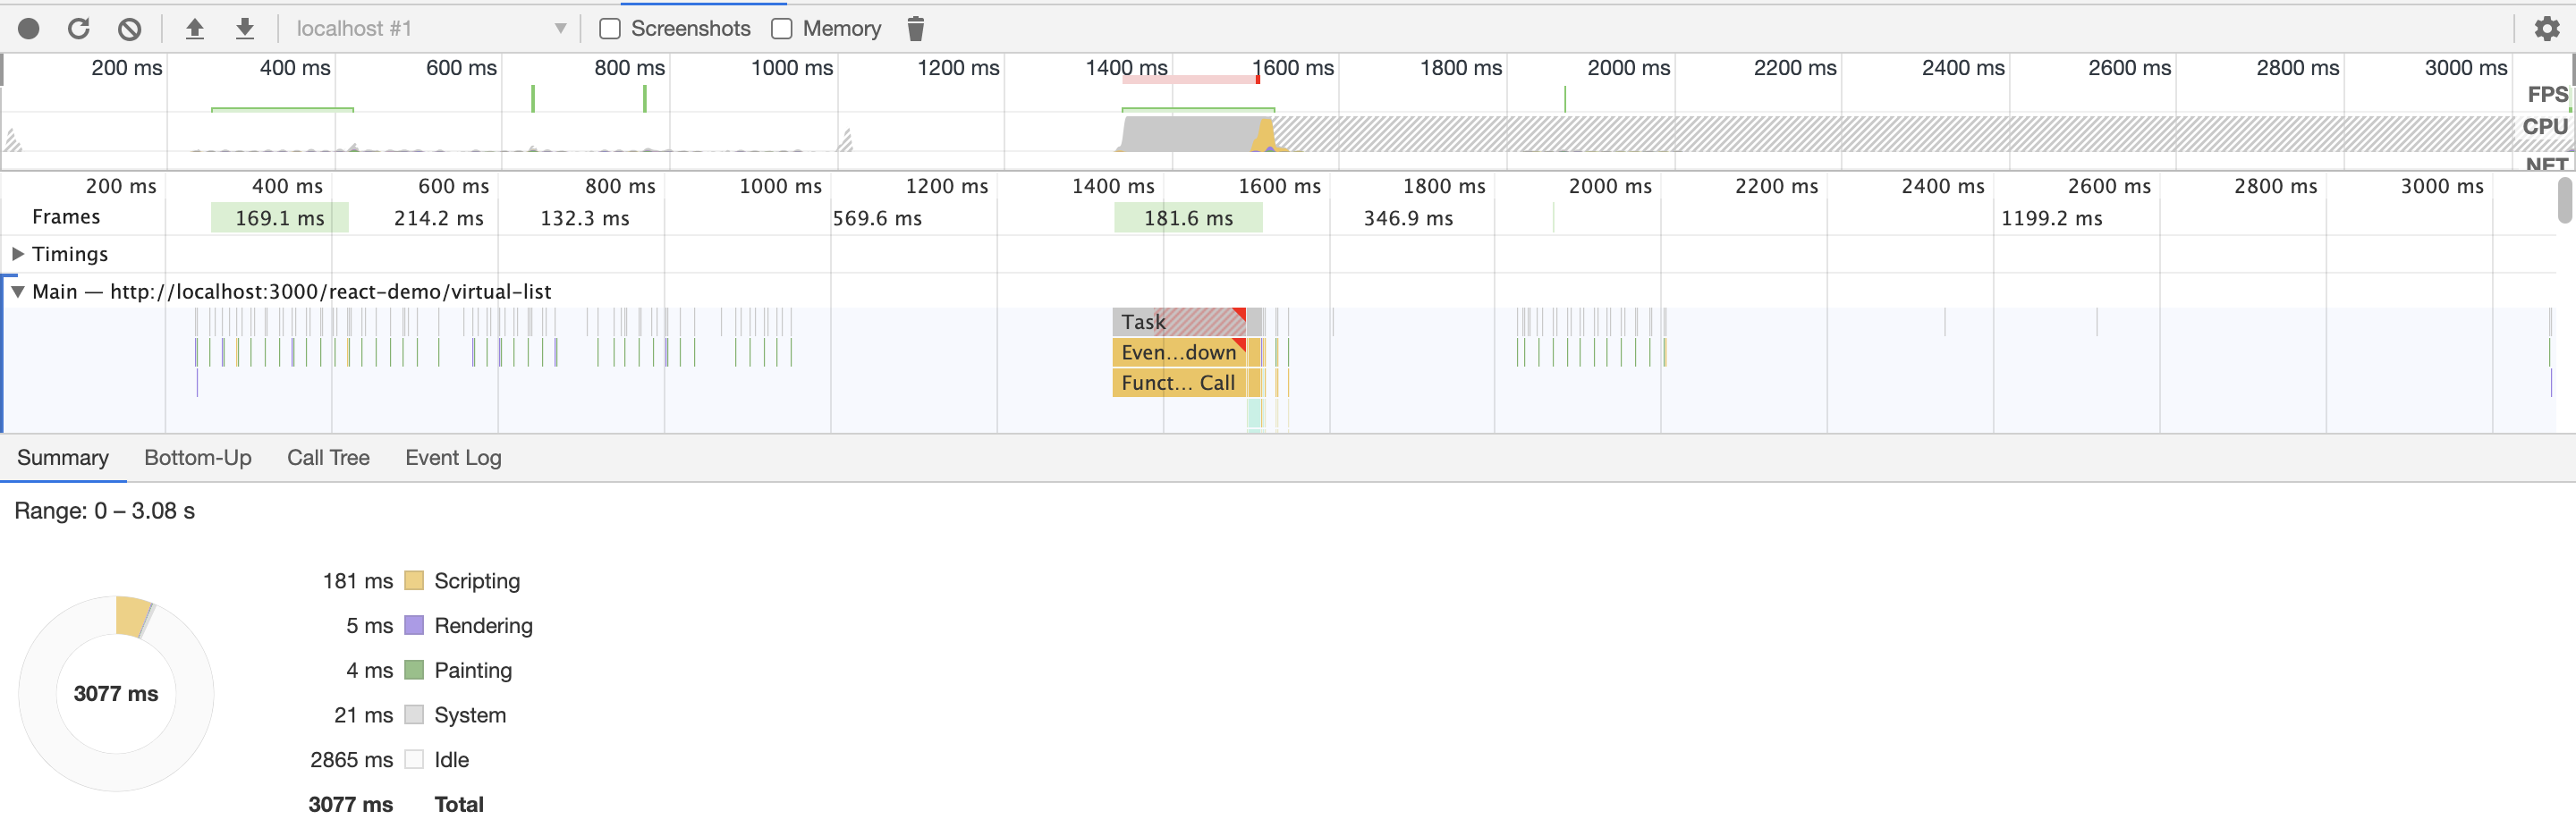 localhost #1 Screenshots Memory
200 ms 400 ms 600 ms 800 ms 1000 ms 1200 ms 1400 ms 1600 ms 1800 ms 2000 ms 2200 ms 2400 ms 2600 ms 2800 ms 3000 ms
FPS
CPU
NET
200 ms 400 ms 600 ms 800 ms 1000 ms 1200 ms 1400 ms 1600 ms 1800 ms 2000 ms 2200 ms 2400 ms 2600 ms 2800 ms 3000 ms
Frames 169.1 ms 214.2 ms 132.3 ms 569.6 ms 181.6 ms 346.9 ms 1199.2 ms
Timings
Main — http://localhost:3000/react-demo/virtual-list
Task
Even...down
Funct... Call
Summary Bottom-Up Call Tree Event Log
Range: 0 – 3.08 s
181 ms Scripting
5 ms Rendering
4 ms Painting
3077 ms
21 ms System
2865 ms Idle
3077 ms Total